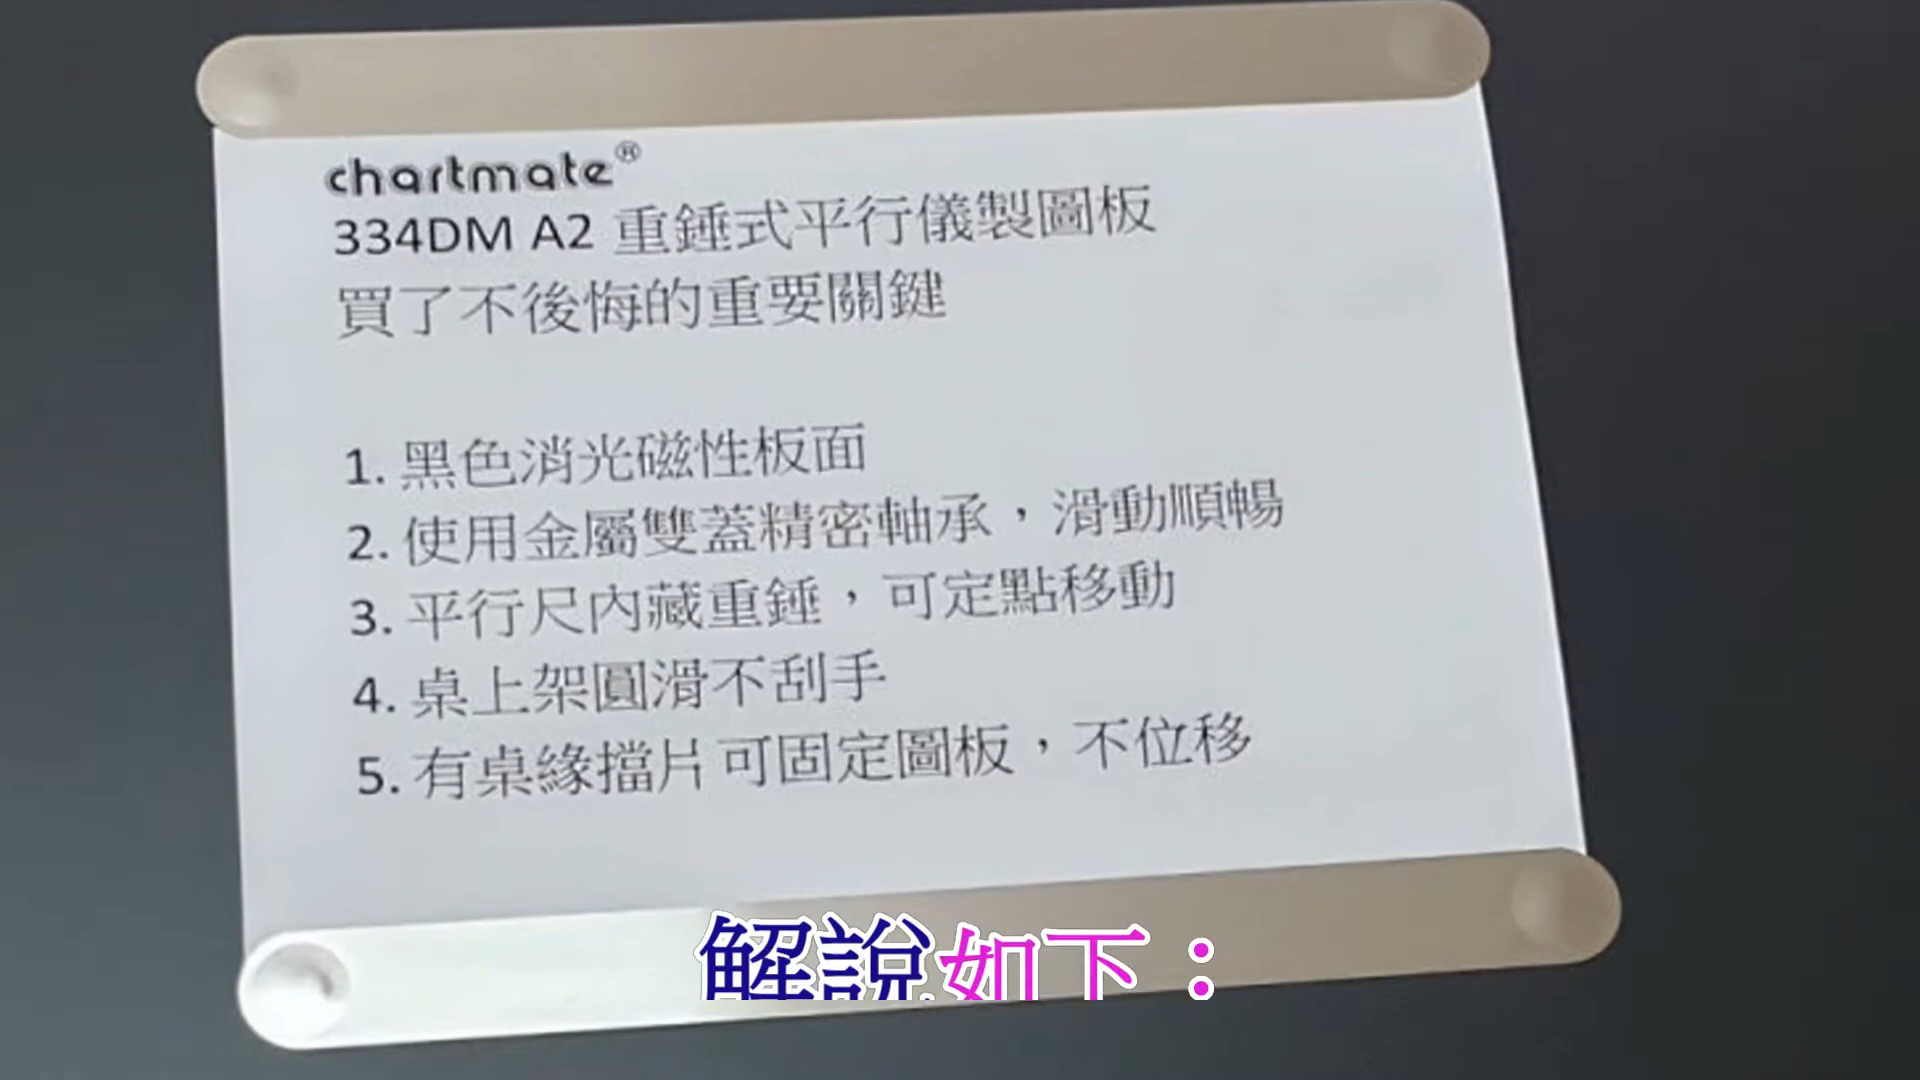 chartmate®
334DM A2 重錘式平行儀製圖板
買了不後悔的重要關鍵
1. 黑色消光磁性板面
2. 使用金屬雙蓋精密軸承，滑動順暢
3. 平行尺內藏重錘，可定點移動
4. 桌上架圓滑不刮手
5. 有桌緣擋片可固定圖板，不位移
解說如下：